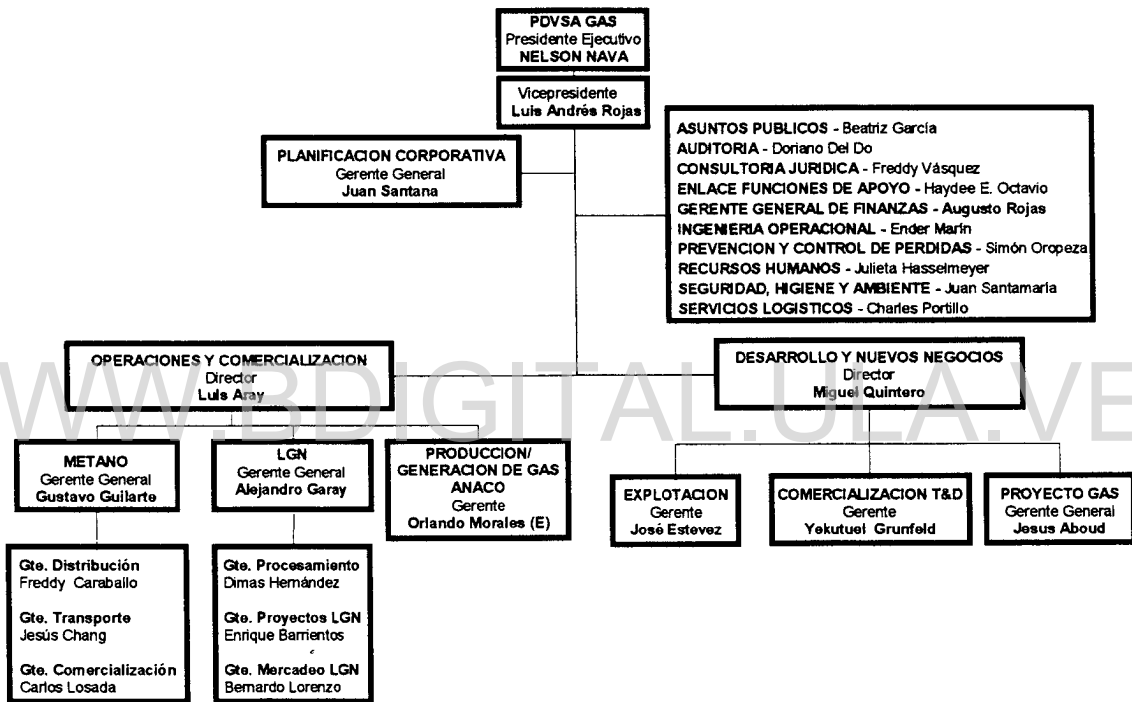 PDVSA GAS
Presidente Ejecutivo
NELSON NAVA
Vicepresidente
Luis Andrés Rojas
PLANIFICACION CORPORATIVA
Gerente General
Juan Santana
ASUNTOS PUBLICOS - Beatriz García
AUDITORIA - Doriano Del Do
CONSULTORIA JURIDICA - Freddy Vásquez
ENLACE FUNCIONES DE APOYO - Haydee E. Octavio
GERENTE GENERAL DE FINANZAS - Augusto Rojas
INGENIERIA OPERACIONAL - Ender Marín
PREVENCION Y CONTROL DE PERDIDAS - Simón Oropeza
RECURSOS HUMANOS - Julieta Hasselmeyer
SEGURIDAD, HIGIENE Y AMBIENTE - Juan Santamaría
SERVICIOS LOGISTICOS - Charles Portillo
OPERACIONES Y COMERCIALIZACION
Director
Luis Aray
DESARROLLO Y NUEVOS NEGOCIOS
Director
Miguel Quintero
WW.BDIGITAL.ULA.VE
METANO
Gerente General
Gustavo Guilarte
LGN
Gerente General
Alejandro Garay
PRODUCCION/
GENERACION DE GAS
ANACO
Gerente
Orlando Morales (E)
EXPLOTACION
Gerente
José Estevez
COMERCIALIZACION T&D
Gerente
Yekutuel Grunfeld
PROYECTO GAS
Gerente General
Jesus Aboud
Gte. Distribución
Freddy Caraballo
Gte. Transporte
Jesús Chang
Gte. Comercialización
Carlos Losada
Gte. Procesamiento
Dimas Hernández
Gte. Proyectos LGN
Enrique Barrientos
Gte. Mercadeo LGN
Bernardo Lorenzo